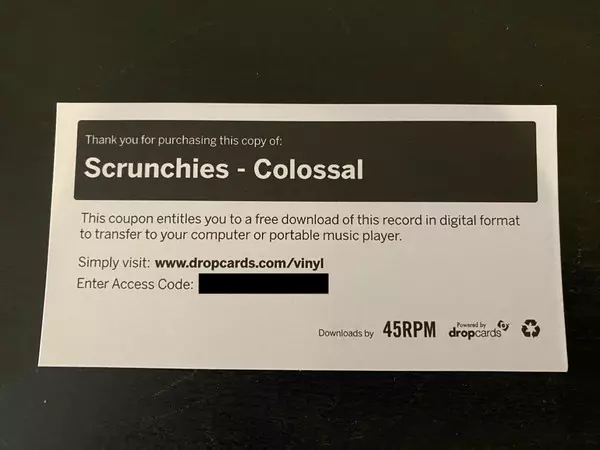 Thank you for purchasing this copy of:
Scrunchies - Colossal
This coupon entitles you to a free download of this record in digital format
to transfer to your computer or portable music player.
Simply visit: www.dropcards.com/vinyl
Enter Access Code:
Downloads by 45RPM Powered by dropcards